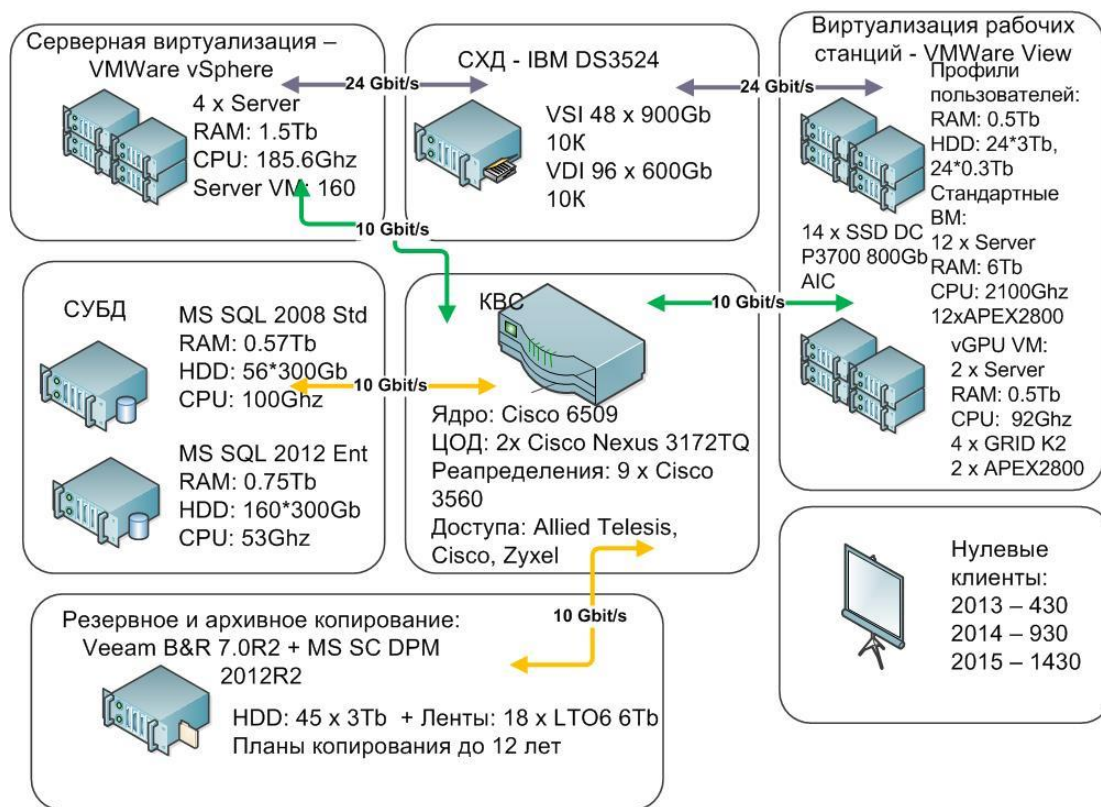 Серверная виртуализация –
VMWare vSphere
4 x Server
RAM: 1.5Tb
CPU: 185.6Ghz
Server VM: 160
24 Gbit/s
СХД - IBM DS3524
VSI 48 x 900Gb
10К
VDI 96 x 600Gb
10К
24 Gbit/s
Виртуализация рабочих
станций - VMWare View
Профили
пользователей:
RAM: 0.5Tb
HDD: 24*3Tb,
24*0.3Tb
Стандартные
ВМ:
12 x Server
RAM: 6Tb
CPU: 2100Ghz
12xAPEX2800
14 x SSD DC
P3700 800Gb
AIC
vGPU VM:
2 x Server
RAM: 0.5Tb
CPU: 92Ghz
4 x GRID K2
2 x APEX2800
10 Gbit/s
10 Gbit/s
СУБД
MS SQL 2008 Std
RAM: 0.57Tb
HDD: 56*300Gb
CPU: 100Ghz
MS SQL 2012 Ent
RAM: 0.75Tb
HDD: 160*300Gb
CPU: 53Ghz
10 Gbit/s
КВС
Ядро: Cisco 6509
ЦОД: 2x Cisco Nexus 3172TQ
Реапределения: 9 x Cisco
3560
Доступа: Allied Telesis,
Cisco, Zyxel
10 Gbit/s
Резервное и архивное копирование:
Veeam B&R 7.0R2 + MS SC DPM
2012R2
HDD: 45 x 3Tb + Ленты: 18 x LTO6 6Tb
Планы копирования до 12 лет
Нулевые
клиенты:
2013 – 430
2014 – 930
2015 – 1430